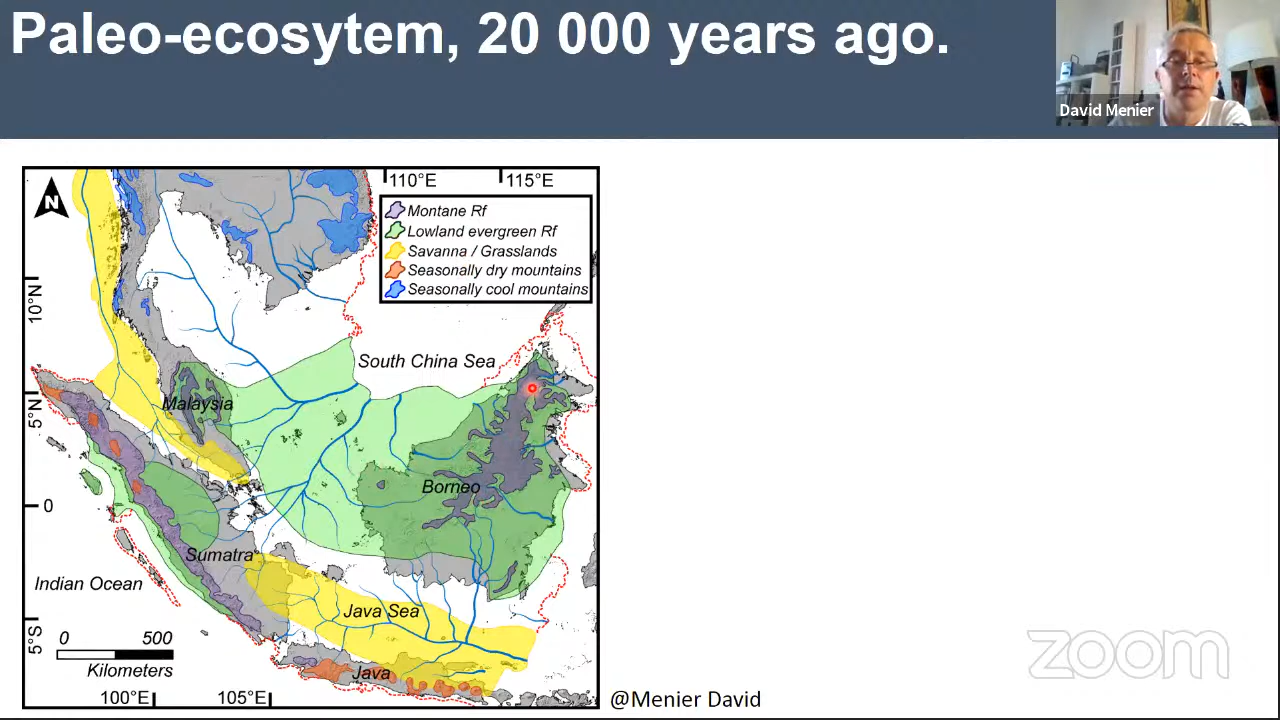 Paleo-ecosytem, 20 000 years ago.
David Menier
N
110°E 115°E
Montane Rf
Lowland evergreen Rf
Savanna / Grasslands
Seasonally dry mountains
Seasonally cool mountains
10°N
South China Sea
5°N
Malaysia
Borneo
0
Sumatra
Indian Ocean
Java Sea
5°S
0 500
Kilometers
Java
100°E 105°E
@Menier David
zoom